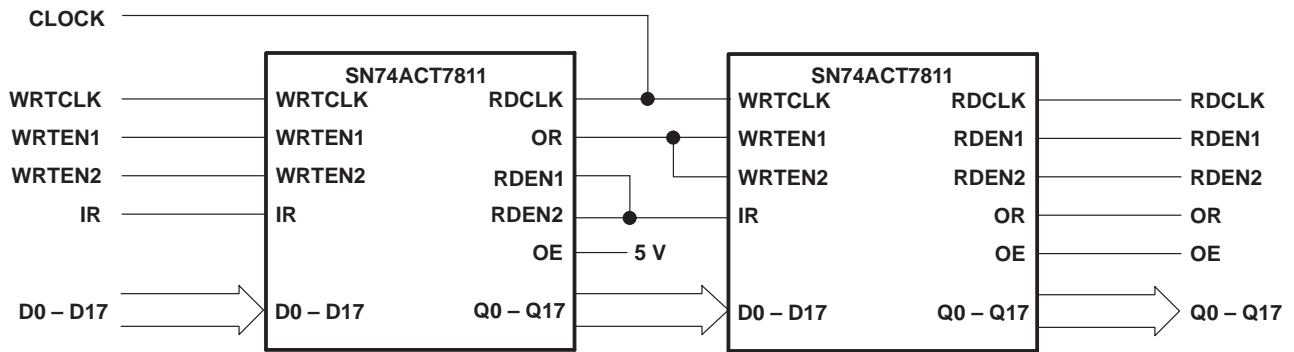 CLOCK
SN74ACT7811 SN74ACT7811
WRTCLK WRTCLK RDCLK WRTCLK RDCLK RDCLK
WRTEN1 WRTEN1 OR WRTEN1 RDEN1 RDEN1
WRTEN2 WRTEN2 RDEN1 WRTEN2 RDEN2 RDEN2
IR IR RDEN2 IR OR OR
OE 5 V OE OE
D0 – D17 D0 – D17 Q0 – Q17 D0 – D17 Q0 – Q17 Q0 – Q17